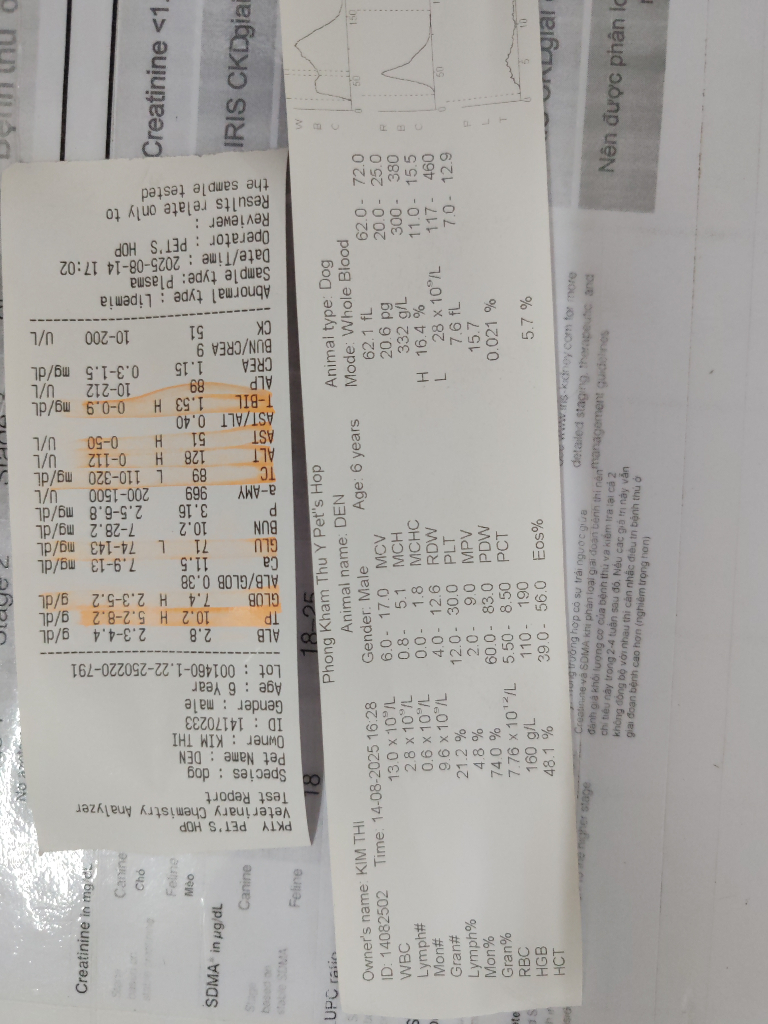 PKTY PET'S HOP
Veterinary Chemistry Analyzer
Test Report
Species : dog
Pet Name : DEN
Owner : KIM THI
ID : 14170233
Gender : male
Age : 6 Year
Lot : 001460-1.22-250220-791
ALB 2.8 2.3-4.4 g/dL
TP 10.2 H 5.2-8.2 g/dL
GLOB 7.4 H 2.3-5.2 g/dL
ALB/GLOB 0.38
Ca 11.5 7.9-13 mg/dL
GLU 71 L 74-143 mg/dL
BUN 10.2 7-28.2 mg/dL
P 3.16 2.5-6.8 mg/dL
a-AMY 969 200-1500 U/L
TC 89 L 110-320 mg/dL
ALT 128 H 0-112 U/L
AST 51 H 0-50 U/L
AST/ALT 0.40
T-BIL 1.53 H 0-0.9 mg/dL
ALP 89 10-212 U/L
CREA 1.15 0.3-1.5 mg/dL
BUN/CREA 9
CK 51 10-200 U/L
Abnormal type : Lipemia
Sample type: Plasma
Date/Time : 2025-08-14 17:02
Operator : PET'S HOP
Reviewer :
Results relate only to
the sample tested
Phong Kham Thu Y Pet"s Hop
Owner's name KIM THI Animal name: DEN Animal type: Dog
ID: 14082502 Time. 14-08-2025 16:28 Gender: Male Age: 6 years Mode: Whole Blood
WBC 13.0 x 10⁹/L 6.0 - 17.0 MCV 62.1 fL 62.0 - 72.0
Lymph# 2.8 x 10⁹/L 0.8 - 5.1 MCH 20.6 pg 20.0 - 25.0
Mon# 0.6 x 10⁹/L 0.0 - 1.8 MCHC 332 g/L 300 - 380
Gran# 9.6 x 10⁹/L 4.0 - 12.6 RDW H 16.4 % 11.0 - 15.5
Lymph% 21.2 % 12.0 - 30.0 PLT L 28 x 10⁹/L 117 - 460
Mon% 4.8 % 2.0 - 9.0 MPV 7.6 fL 7.0 - 12.9
Gran% 74.0 % 60.0 - 83.0 PDW 15.7
RBC 7.76 x 10¹²/L 5.50 - 8.50 PCT 0.021 %
HGB 160 g/L 110 - 190
HCT 48.1 % 39.0 - 56.0 Eos% 5.7 %
W
B
C
R
B
C
P
L
T
50
150
50
0
5
10
Creatinine <1.
IRIS CKD giai
Nên được phân lo
Stage 2
18-25
18
Creatinine in mg/dL
Canine
Chó
Feline
Mèo
SDMA* in µg/dL
Canine
Feline
UPC ratio
detailed staging, therapeutic and
management guidelines